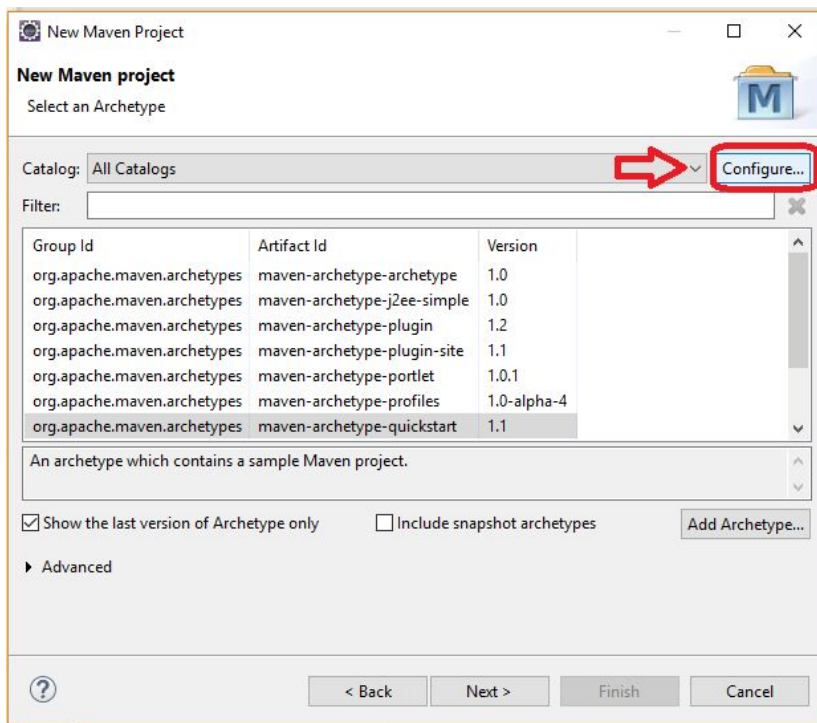 New Maven Project
New Maven project
Select an Archetype
M
Catalog: All Catalogs Configure...
Filter:
Group Id Artifact Id Version
org.apache.maven.archetypes maven-archetype-archetype 1.0
org.apache.maven.archetypes maven-archetype-j2ee-simple 1.0
org.apache.maven.archetypes maven-archetype-plugin 1.2
org.apache.maven.archetypes maven-archetype-plugin-site 1.1
org.apache.maven.archetypes maven-archetype-portlet 1.0.1
org.apache.maven.archetypes maven-archetype-profiles 1.0-alpha-4
org.apache.maven.archetypes maven-archetype-quickstart 1.1
An archetype which contains a sample Maven project.
Show the last version of Archetype only Include snapshot archetypes Add Archetype...
Advanced
? < Back Next > Finish Cancel